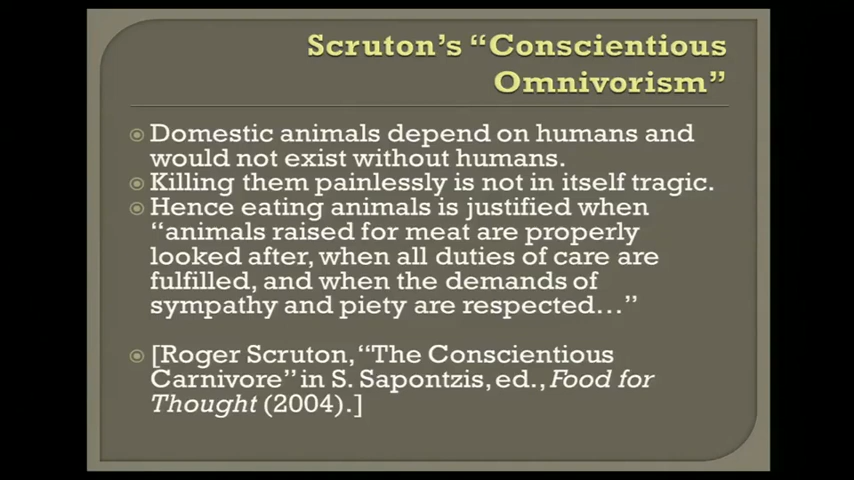 Scruton's "Conscientious
Omnivorism"
Domestic animals depend on humans and
would not exist without humans.
Killing them painlessly is not in itself tragic.
Hence eating animals is justified when
"animals raised for meat are properly
looked after, when all duties of care are
fulfilled, and when the demands of
sympathy and piety are respected..."
[Roger Scruton, "The Conscientious
Carnivore" in S. Sapontzis, ed., Food for
Thought (2004).]